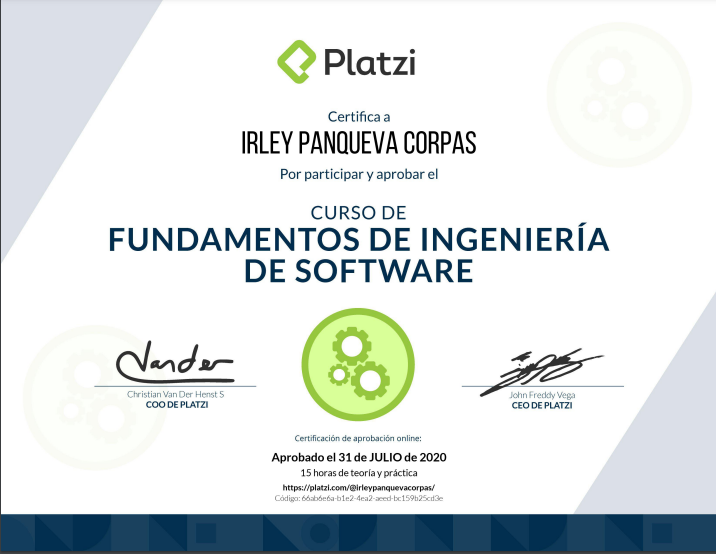 Platzi
Certifica a
IRLEY PANQUEVA CORPAS
Por participar y aprobar el
CURSO DE
FUNDAMENTOS DE INGENIERÍA
DE SOFTWARE
Vander
Christian Van Der Henst S
COO DE PLATZI
John Freddy Vega
CEO DE PLATZI
Certificación de aprobación online:
Aprobado el 31 de JULIO de 2020
15 horas de teoría y práctica
https://platzi.com/@irleypanquevacorpas/
Código: 66ab6e6a-b1e2-4ea2-aeed-bc159b25cd3e